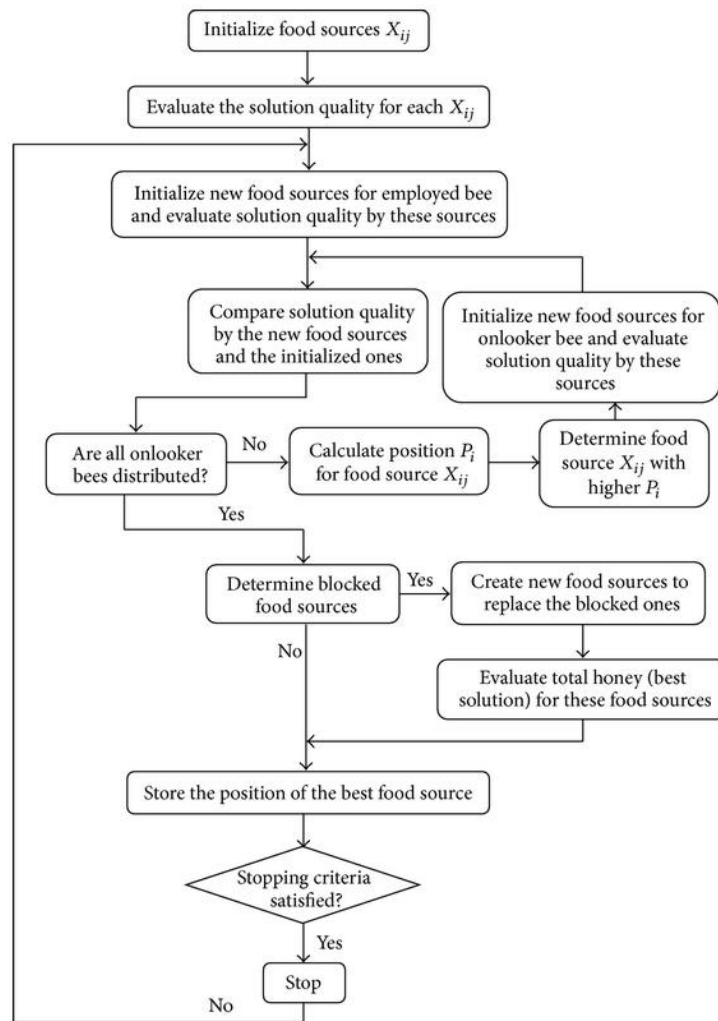 Initialize food sources X_ij
Evaluate the solution quality for each X_ij
Initialize new food sources for employed bee
and evaluate solution quality by these sources
Compare solution quality
by the new food sources
and the initialized ones
Initialize new food sources for
onlooker bee and evaluate
solution quality by these
sources
Are all onlooker
bees distributed?
No
Calculate position P_i
for food source X_ij
Determine food
source X_ij with
higher P_i
Yes
Determine blocked
food sources
Yes
Create new food sources to
replace the blocked ones
No
Evaluate total honey (best
solution) for these food sources
Store the position of the best food source
Stopping criteria
satisfied?
Yes
Stop
No